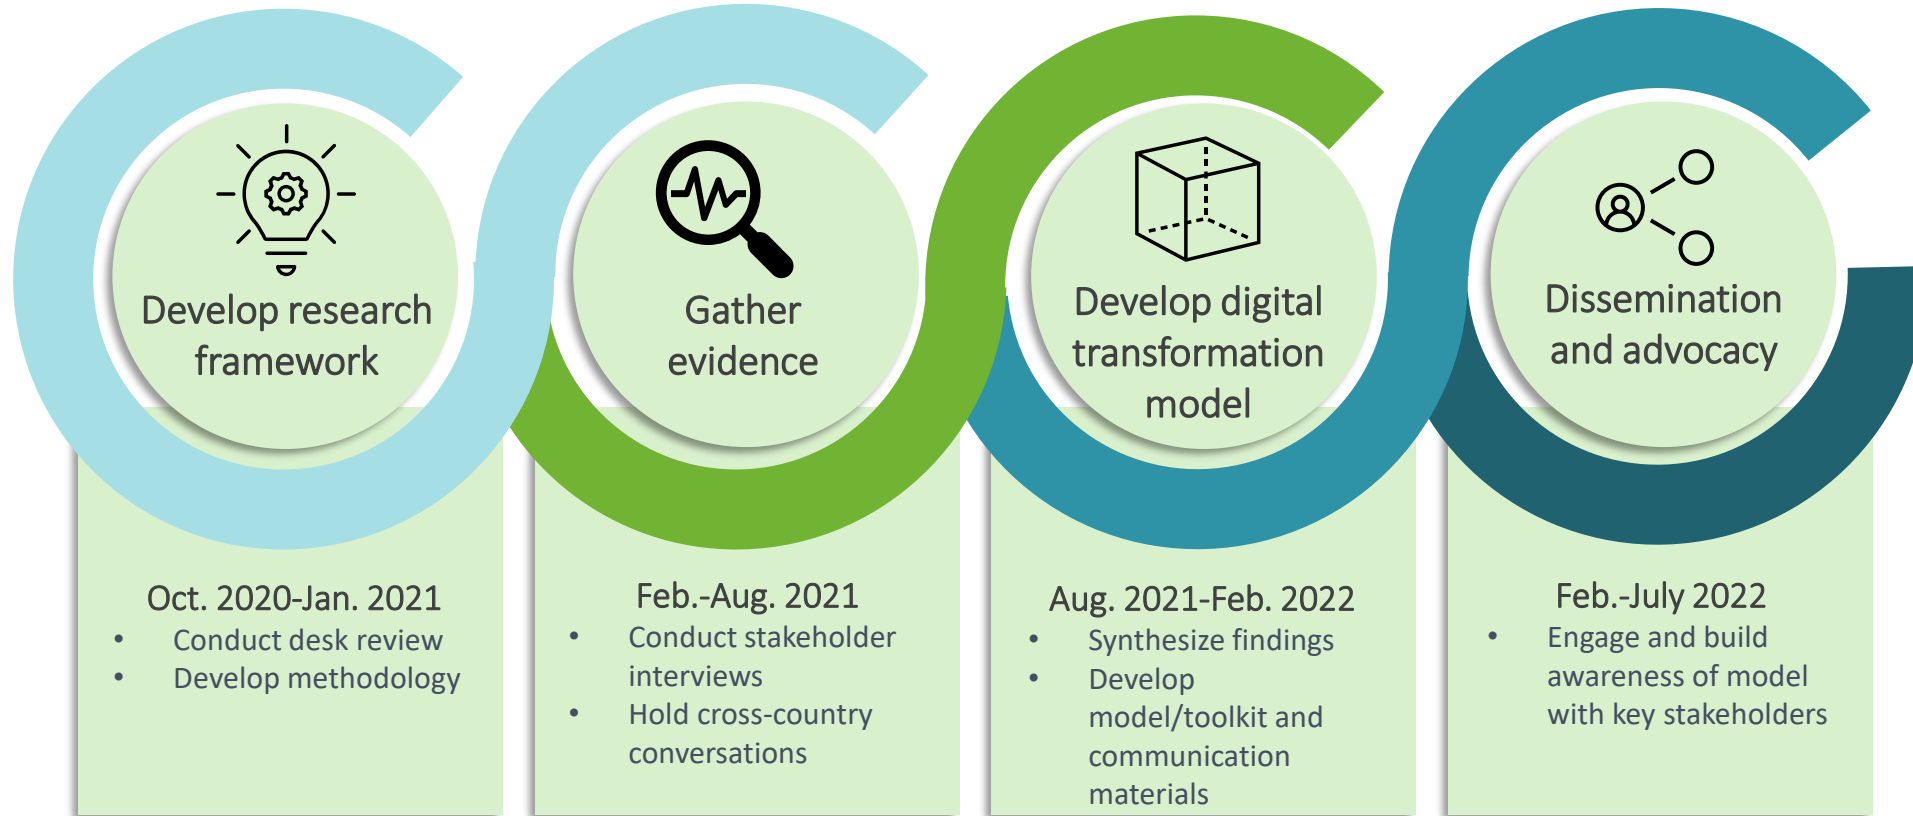 Develop research
framework
Oct. 2020-Jan. 2021
• Conduct desk review
• Develop methodology
Gather
evidence
Feb.-Aug. 2021
• Conduct stakeholder
interviews
• Hold cross-country
conversations
Develop digital
transformation
model
Aug. 2021-Feb. 2022
• Synthesize findings
• Develop
model/toolkit and
communication
materials
Dissemination
and advocacy
Feb.-July 2022
• Engage and build
awareness of model
with key stakeholders